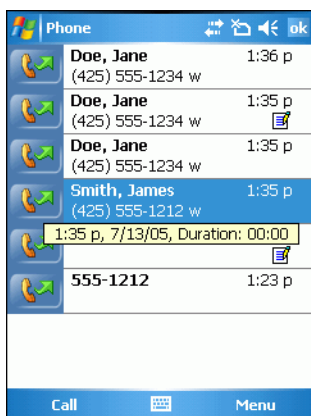 Phone
ok
Doe, Jane 1:36 p
(425) 555-1234 w
Doe, Jane 1:35 p
(425) 555-1234 w
Doe, Jane 1:35 p
(425) 555-1234 w
Smith, James 1:35 p
(425) 555-1212 w
1:35 p, 7/13/05, Duration: 00:00
555-1212 1:23 p
Call Menu